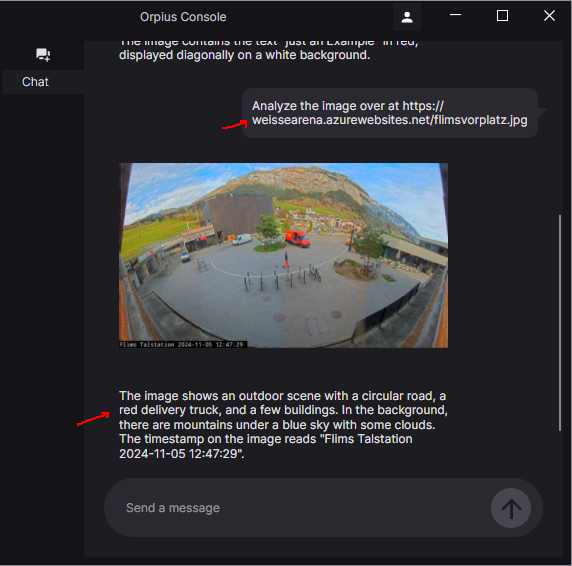 Orpius Console
Chat
The image contains the text "just an Example" in red,
displayed diagonally on a white background.
Analyze the image over at https://
weissearena.azurewebsites.net/flimsvorplatz.jpg
Flims Talstation 2024-11-05 12:47:29
The image shows an outdoor scene with a circular road, a
red delivery truck, and a few buildings. In the background,
there are mountains under a blue sky with some clouds.
The timestamp on the image reads "Flims Talstation
2024-11-05 12:47:29".
Send a message